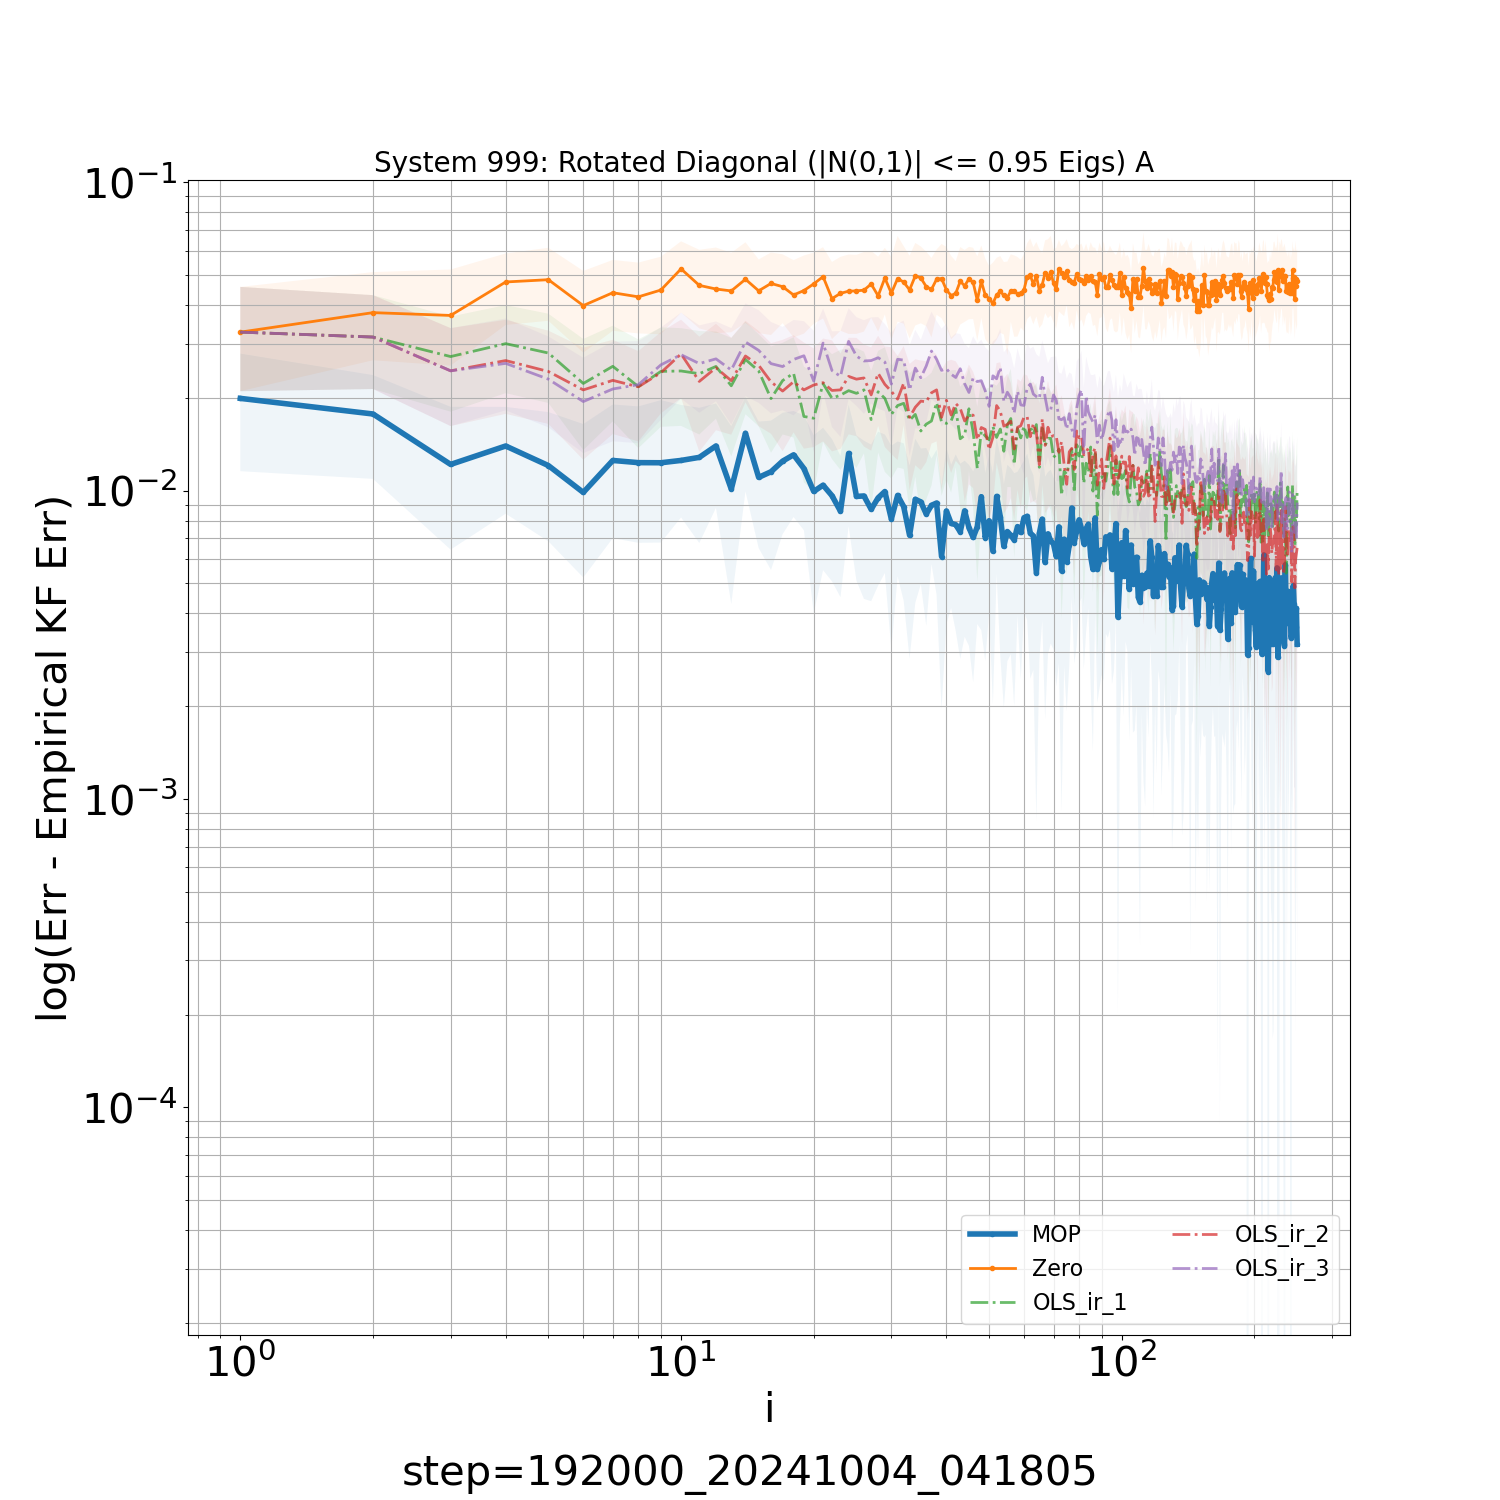 System 999: Rotated Diagonal (|N(0,1)| <= 0.95 Eigs) A
log(Err - Empirical KF Err)
10⁻¹
10⁻²
10⁻³
10⁻⁴
MOP
Zero
OLS_ir_1
OLS_ir_2
OLS_ir_3
10⁰ 10¹ 10²
i
step=192000_20241004_041805